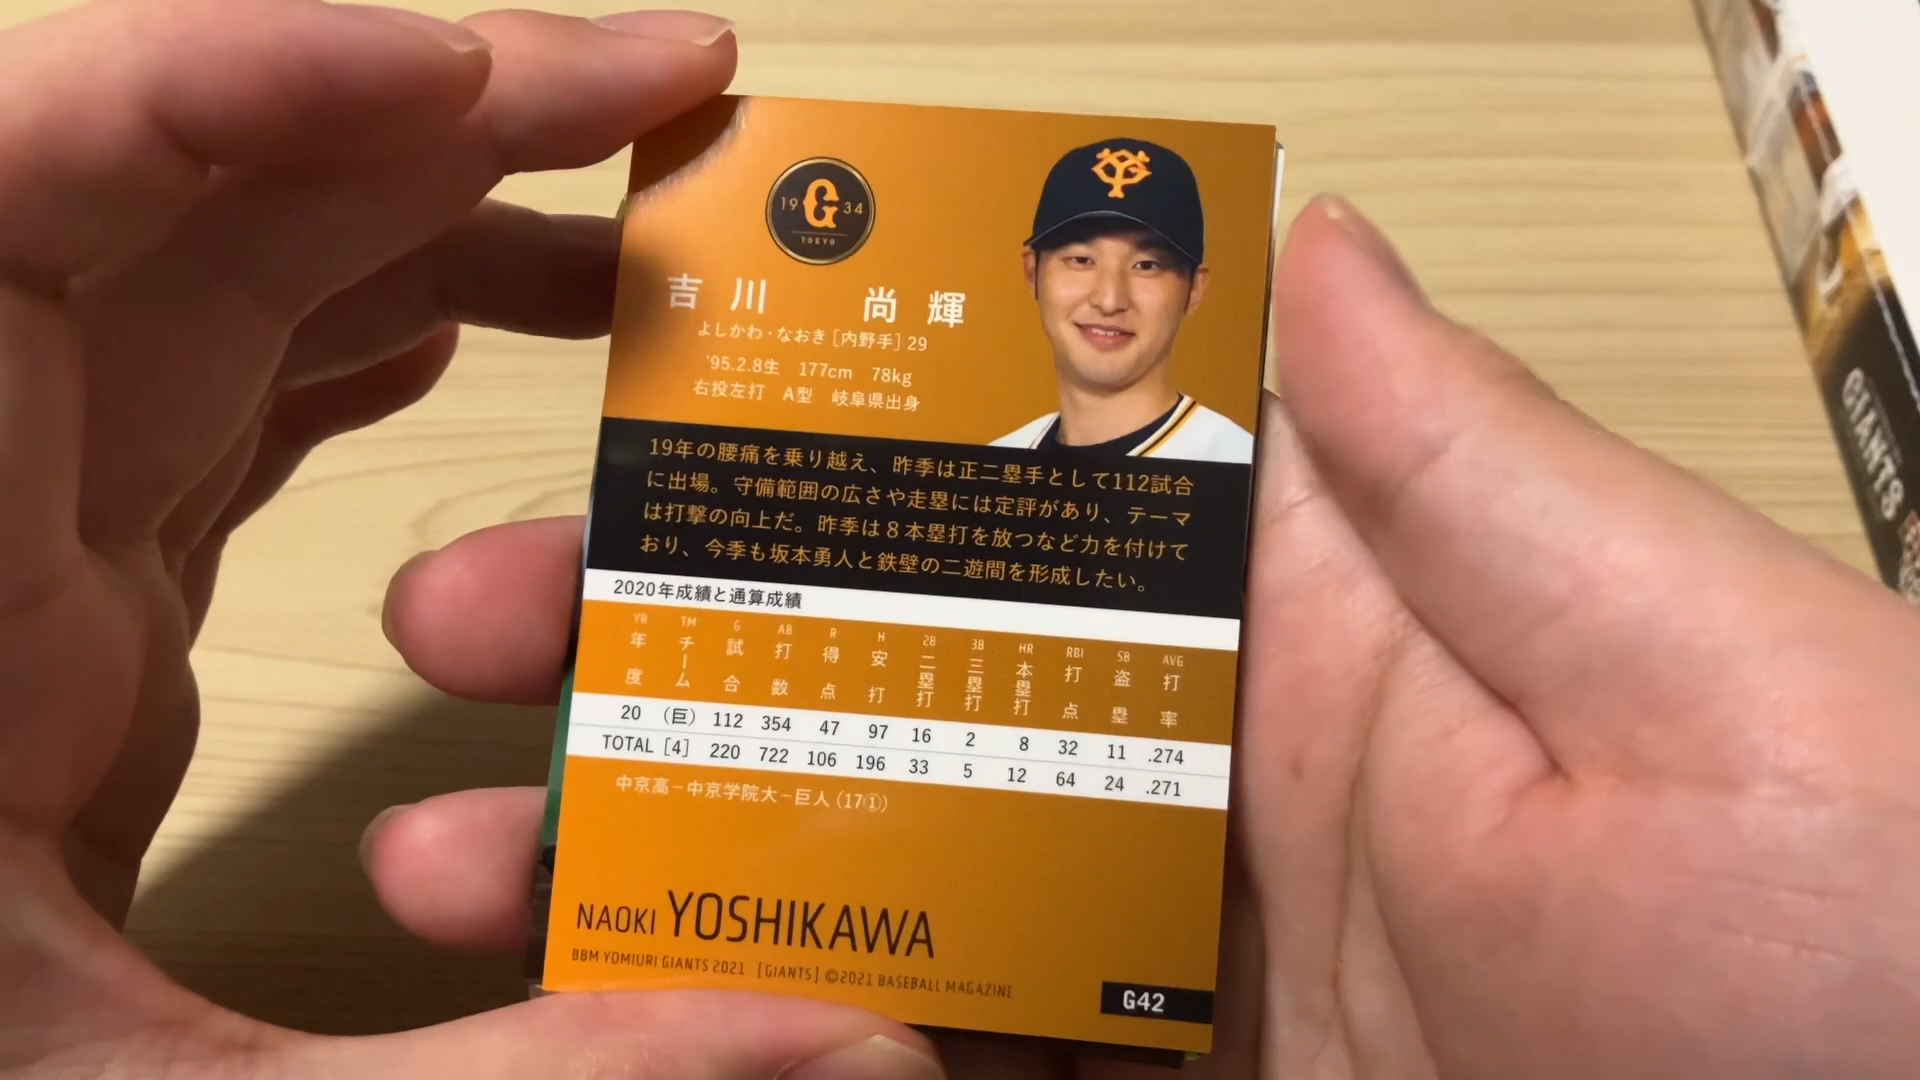 19 G 34
TOKYO
吉川 尚輝
よしかわ・なおき [内野手] 29
'95.2.8生 177cm 78kg
右投左打 A型 岐阜県出身
19年の腰痛を乗り越え、昨季は正二塁手として112試合
に出場。守備範囲の広さや走塁には定評があり、テーマ
は打撃の向上だ。昨季は8本塁打を放つなど力を付けて
おり、今季も坂本勇人と鉄壁の二遊間を形成したい。
2020年成績と通算成績
YR TM G AB R H 2B 3B HR RBI SB AVG
年度 チーム 試合 打数 得点 安打 二塁打 三塁打 本塁打 打点 盗塁 打率
20 (巨) 112 354 47 97 16 2 8 32 11 .274
TOTAL [4] 220 722 106 196 33 5 12 64 24 .271
中京高-中京学院大-巨人 (17①)
NAOKI YOSHIKAWA
BBM YOMIURI GIANTS 2021 [GIANTS] ©2021 BASEBALL MAGAZINE
G42
GIANTS